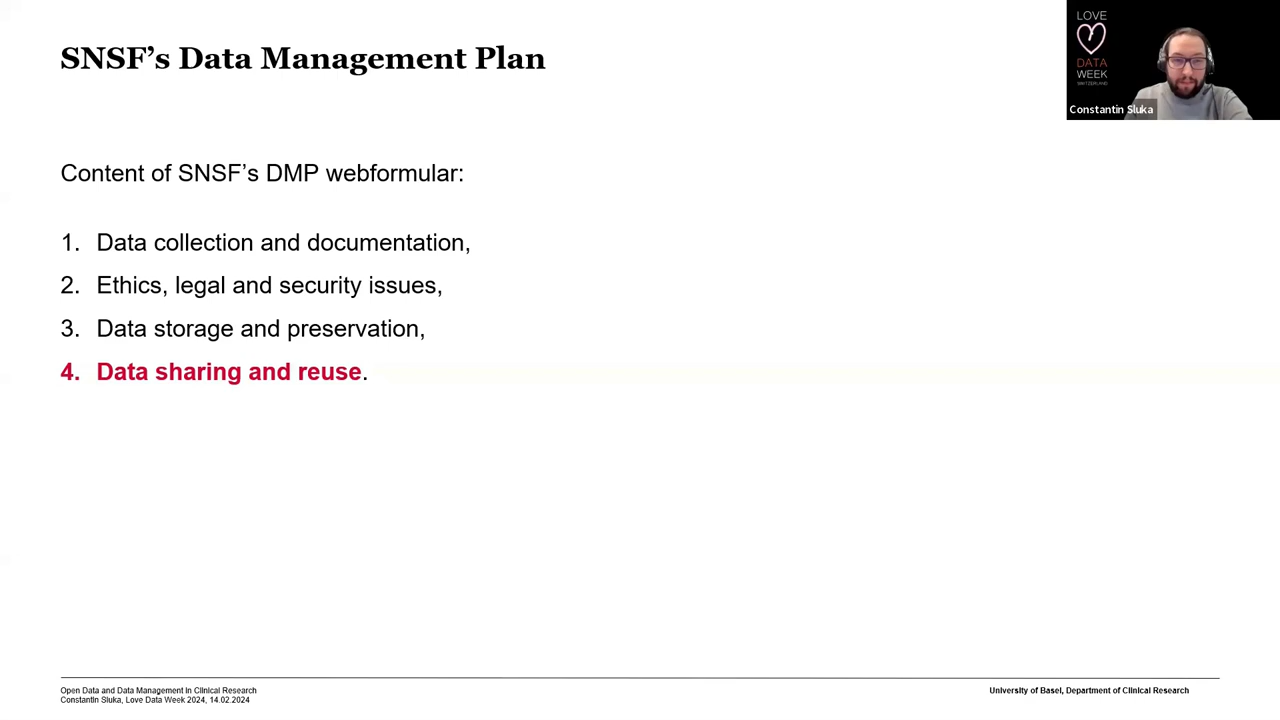 SNSF’s Data Management Plan
LOVE
DATA
WEEK
SWITZERLAND
Constantin Sluka
Content of SNSF’s DMP webformular:
1. Data collection and documentation,
2. Ethics, legal and security issues,
3. Data storage and preservation,
4. Data sharing and reuse.
Open Data and Data Management in Clinical Research
Constantin Sluka, Love Data Week 2024, 14.02.2024
University of Basel, Department of Clinical Research